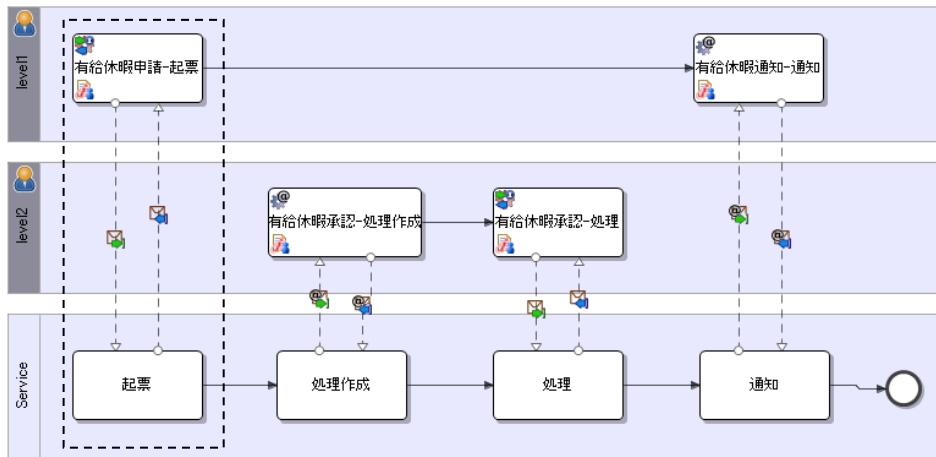 level1
有給休暇申請-起票
有給休暇通知-通知
level2
有給休暇承認-処理作成
有給休暇承認-処理
Service
起票
処理作成
処理
通知